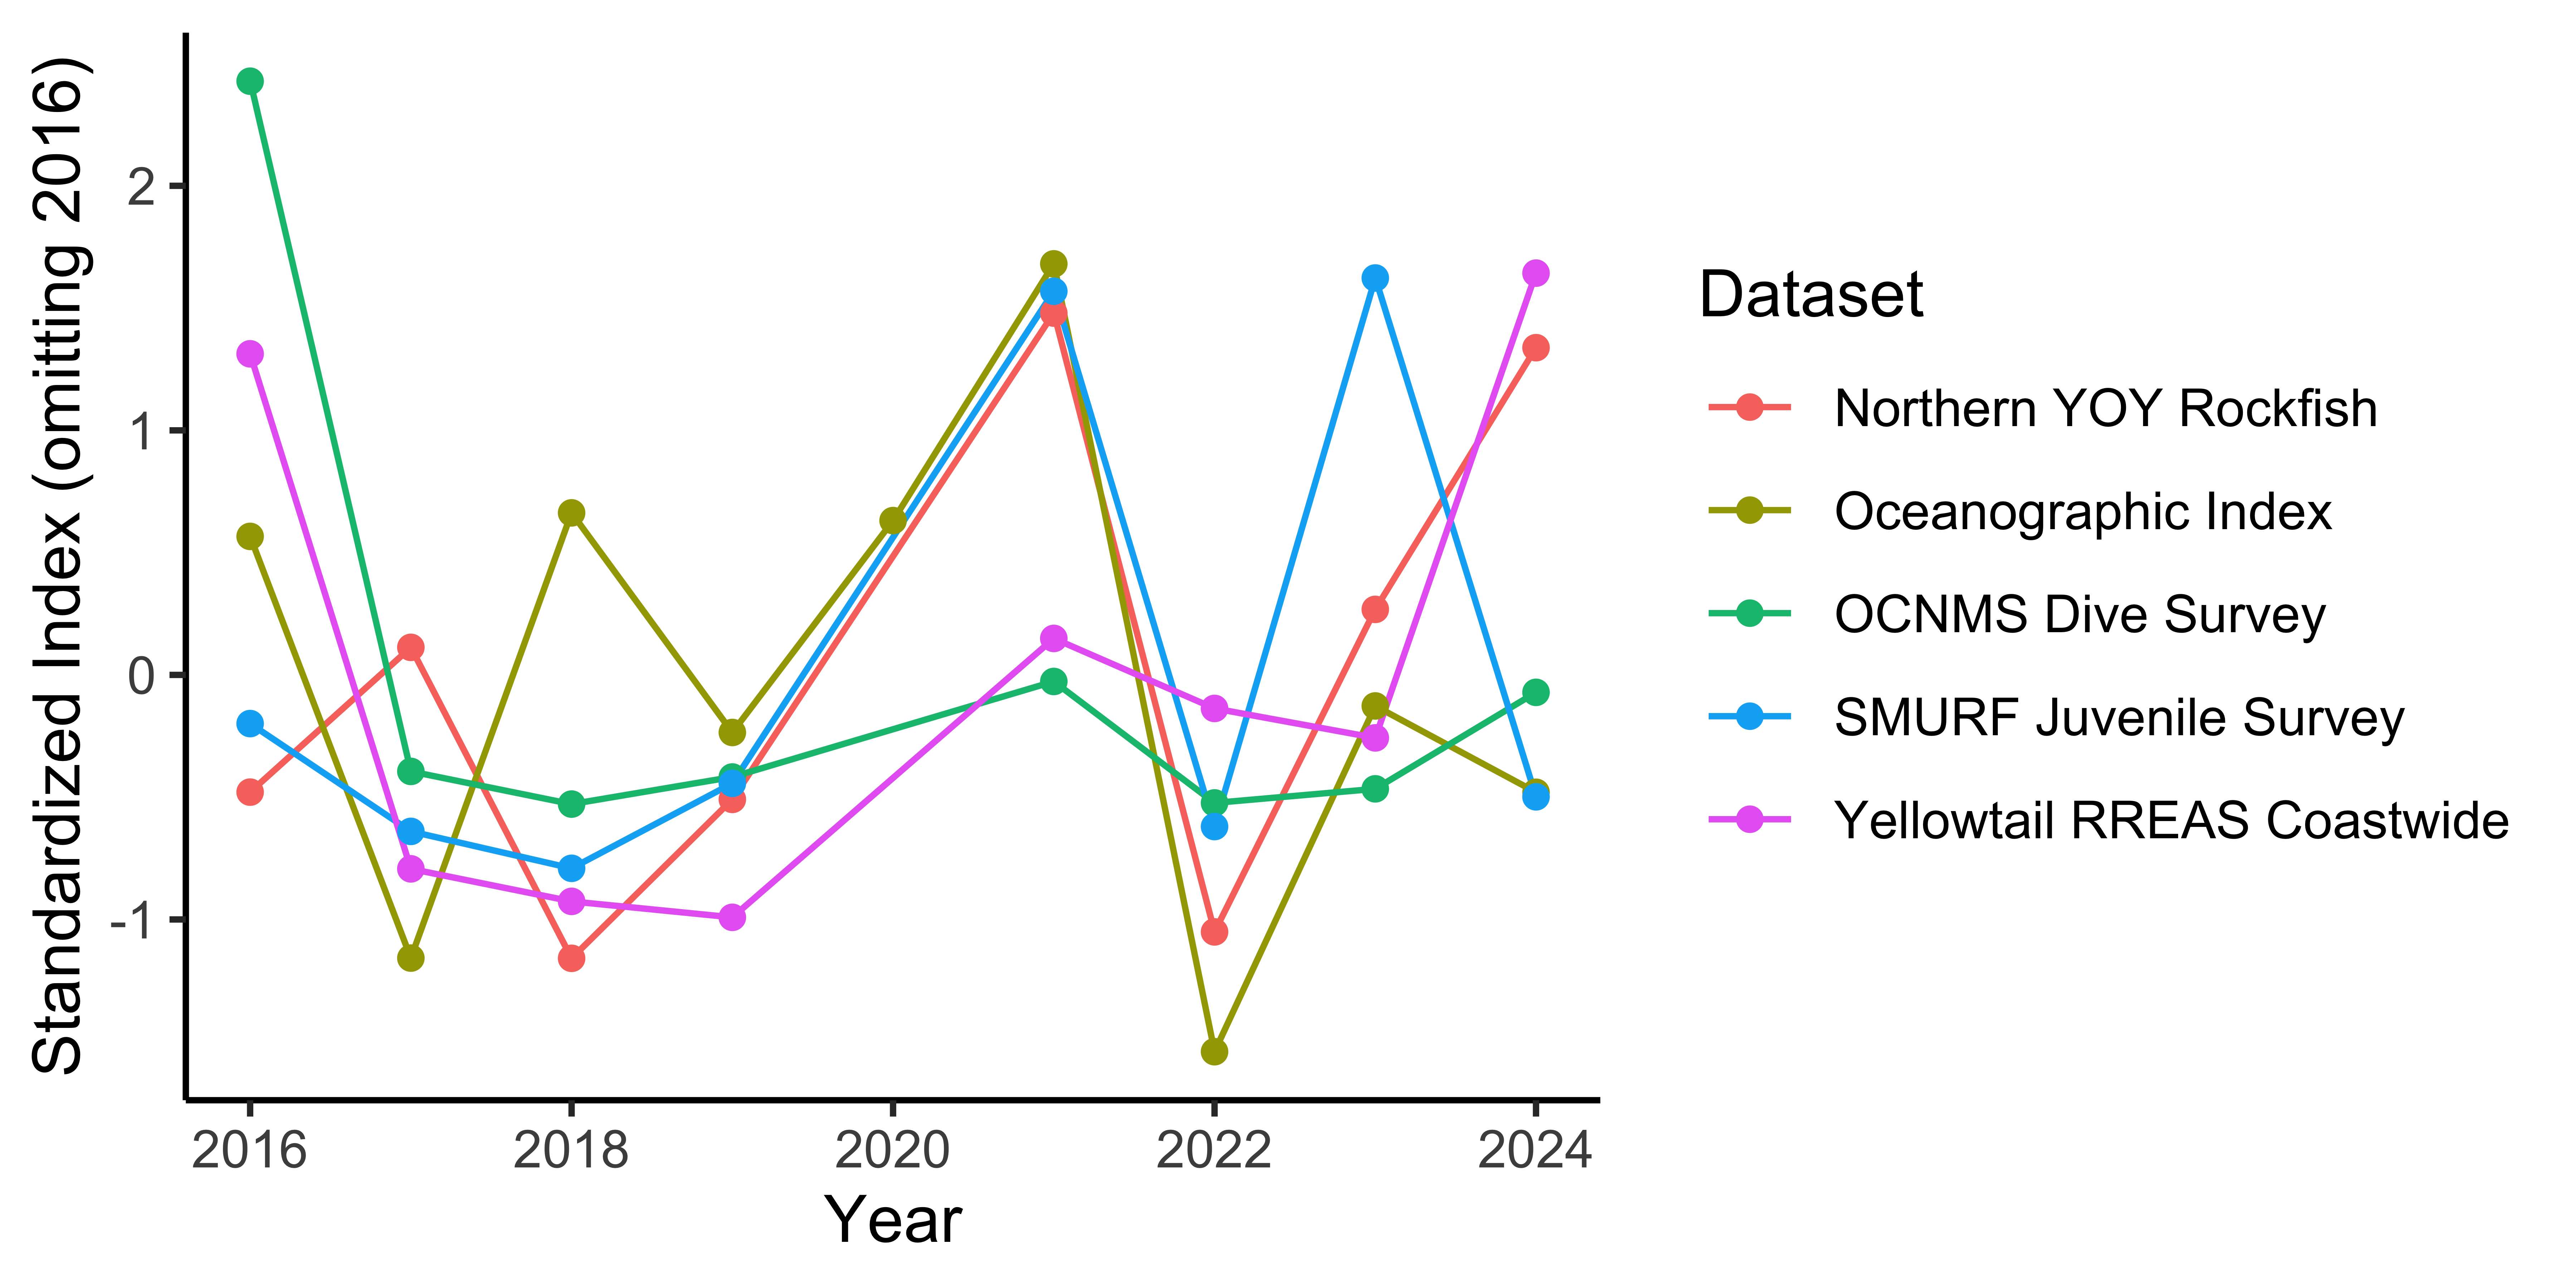 Standardized Index (omitting 2016)
2
1
0
-1
2016
2018
2020
2022
2024
Year
Dataset
Northern YOY Rockfish
Oceanographic Index
OCNMS Dive Survey
SMURF Juvenile Survey
Yellowtail RREAS Coastwide